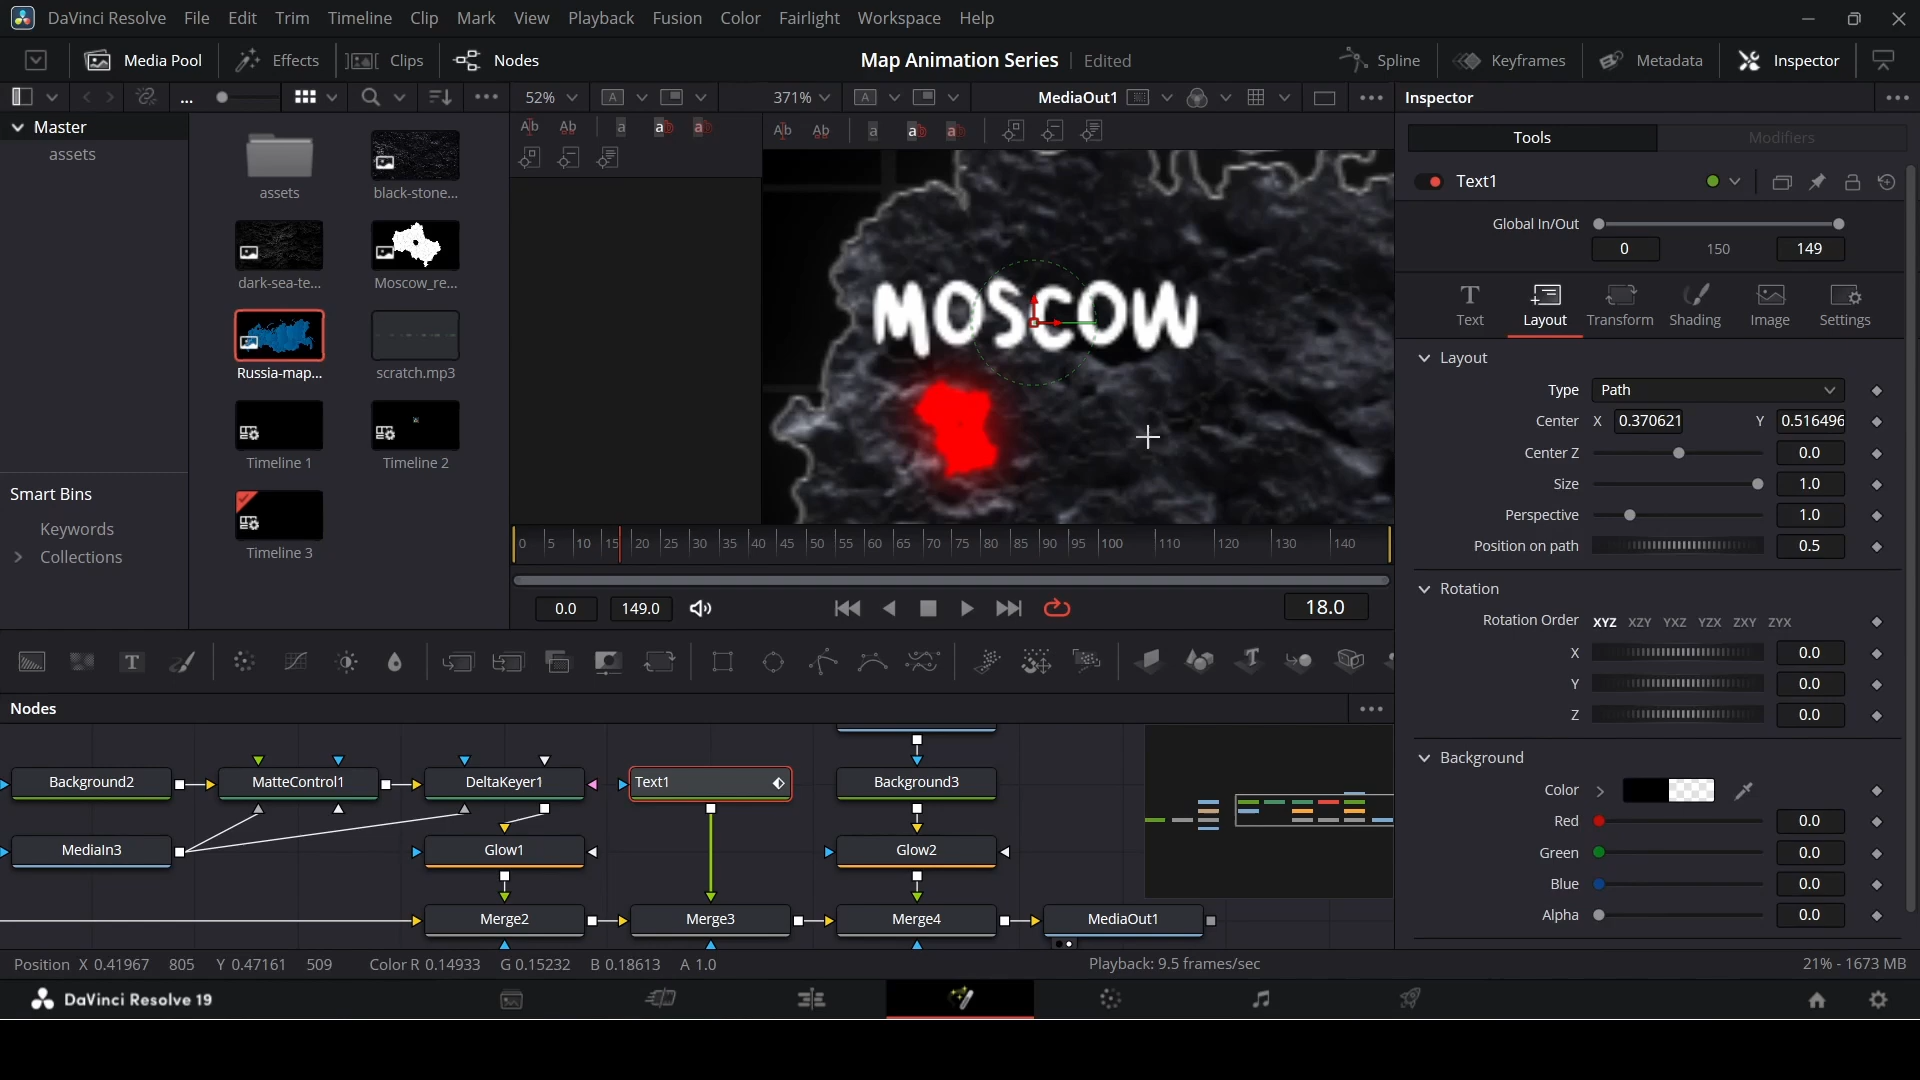 DaVinci Resolve File Edit Trim Timeline Clip Mark View Playback Fusion Color Fairlight Workspace Help
Media Pool Effects Clips Nodes Map Animation Series Edited Spline Keyframes Metadata Inspector
... 52% 371% MediaOut1 Inspector
Master
assets
assets
black-stone...
dark-sea-te...
Moscow_re...
Russia-map...
scratch.mp3
Timeline 1
Timeline 2
Timeline 3
Smart Bins
Keywords
Collections
MOSCOW
0 5 10 15 20 25 30 35 40 45 50 55 60 65 70 75 80 85 90 95 100 110 120 130 140
0.0 149.0 18.0
Tools Modifiers
Text1
Global In/Out
0 150 149
Text Layout Transform Shading Image Settings
Layout
Type Path
Center X 0.370621 Y 0.516496
Center Z 0.0
Size 1.0
Perspective 1.0
Position on path 0.5
Rotation
Rotation Order XYZ XZY YXZ YZX ZXY ZYX
X 0.0
Y 0.0
Z 0.0
Background
Color
Red 0.0
Green 0.0
Blue 0.0
Alpha 0.0
Nodes
Background2 MatteControl1 DeltaKeyer1 Text1 Background3
MediaIn3 Glow1 Glow2
Merge2 Merge3 Merge4 MediaOut1
Position X 0.41967 805 Y 0.47161 509 Color R 0.14933 G 0.15232 B 0.18613 A 1.0 Playback: 9.5 frames/sec 21% - 1673 MB
DaVinci Resolve 19